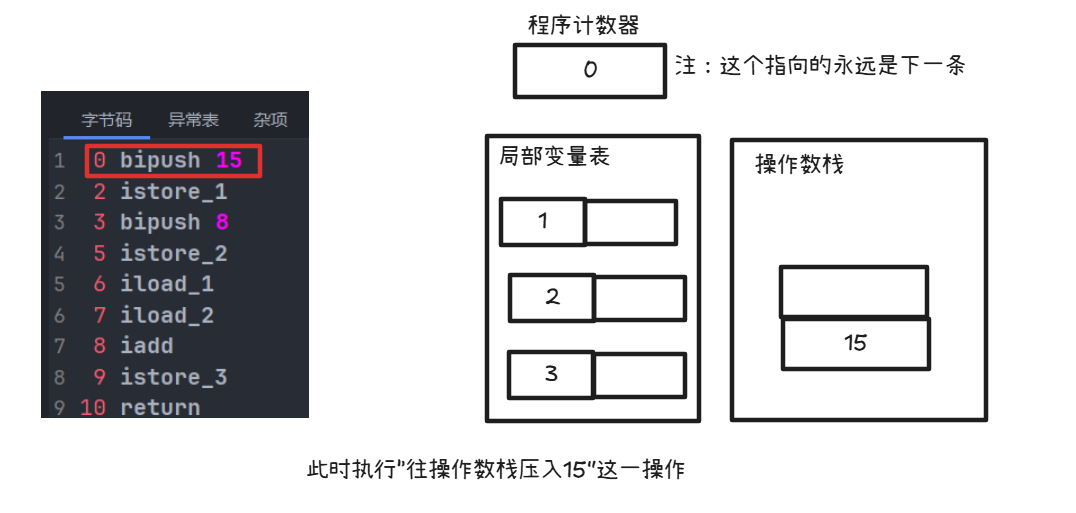 程序计数器
0
注：这个指向的永远是下一条
字节码 异常表 杂项
1 0 bipush 15
2 2 istore_1
3 3 bipush 8
4 5 istore_2
5 6 iload_1
6 7 iload_2
7 8 iadd
8 9 istore_3
9 10 return
局部变量表
1
2
3
操作数栈
15
此时执行"往操作数栈压入15"这一操作